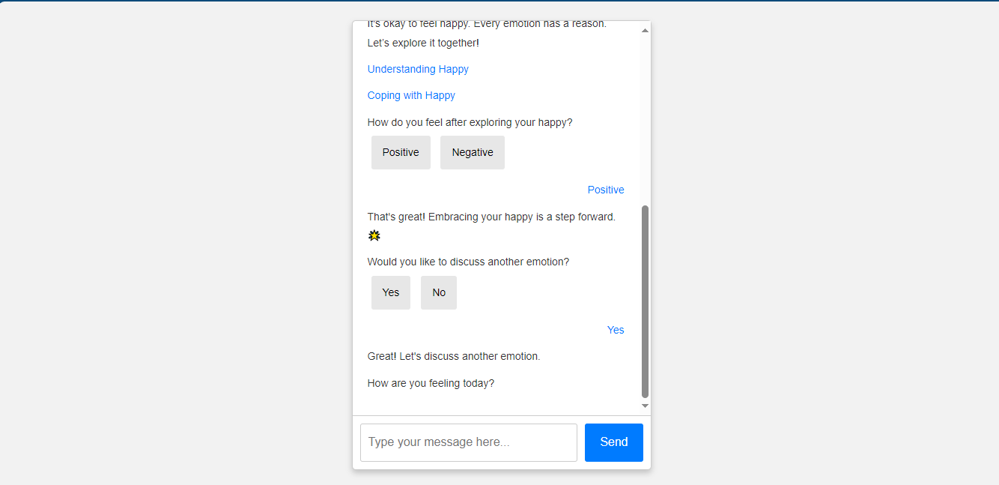 It's okay to feel happy. Every emotion has a reason.
Let's explore it together!
Understanding Happy
Coping with Happy
How do you feel after exploring your happy?
Positive Negative
Positive
That's great! Embracing your happy is a step forward.
🌟
Would you like to discuss another emotion?
Yes No
Yes
Great! Let's discuss another emotion.
How are you feeling today?
Type your message here... Send